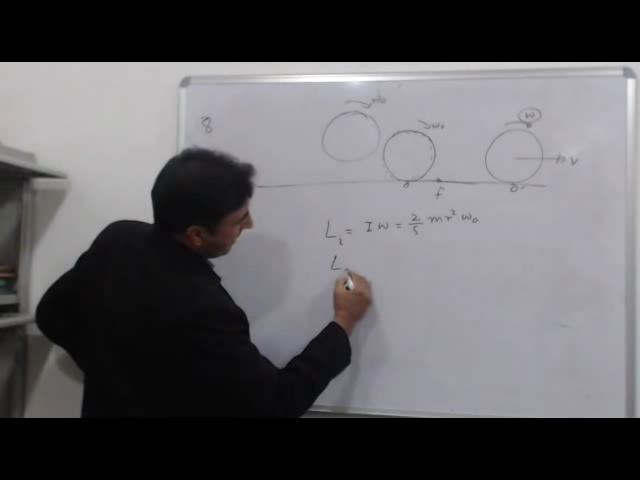 8
ω₀
ω₀
ω
v
f
L₁ = Iω = 2/5 mr² ω₀
L